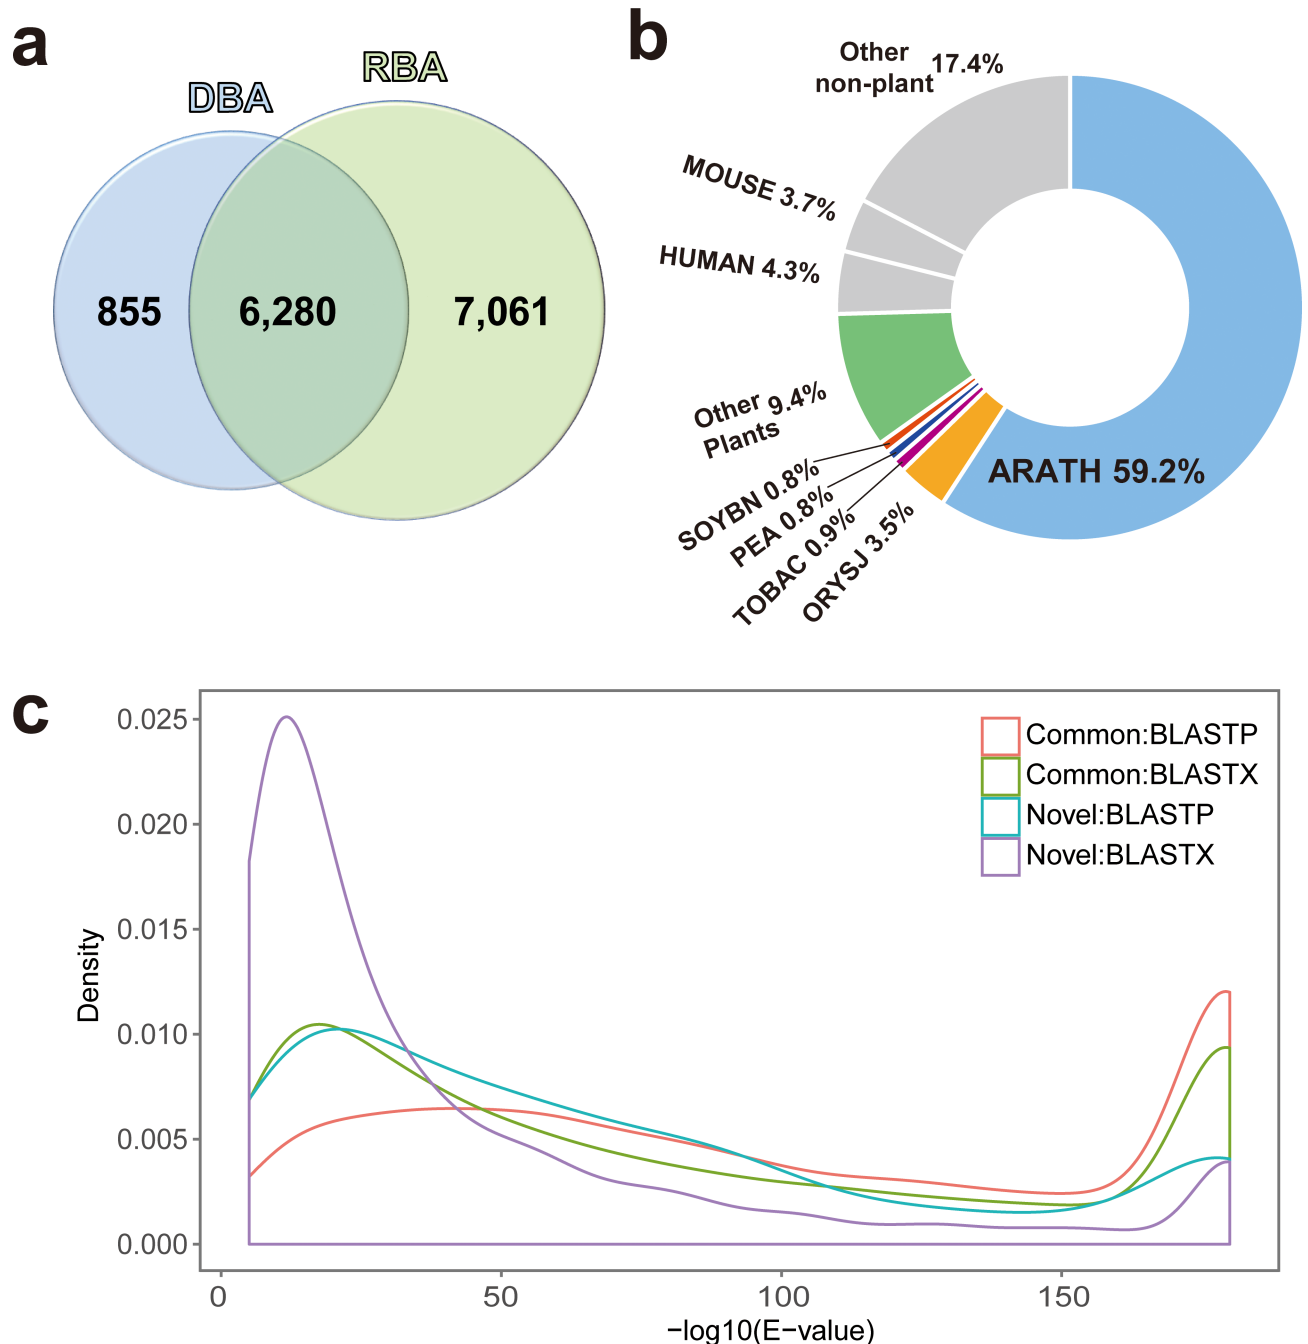 a
DBA
RBA
855
6,280
7,061
b
Other
non-plant 17.4%
MOUSE 3.7%
HUMAN 4.3%
Other 9.4%
Plants
SOYBN 0.8%
PEA 0.8%
TOBAC 0.9%
ORYSJ 3.5%
ARATH 59.2%
c
Density
0.025
0.020
0.015
0.010
0.005
0.000
0
50
100
150
−log10(E−value)
Common:BLASTP
Common:BLASTX
Novel:BLASTP
Novel:BLASTX